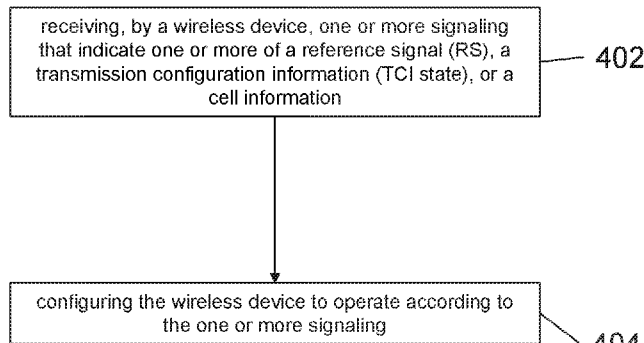 receiving, by a wireless device, one or more signaling
that indicate one or more of a reference signal (RS), a
transmission configuration information (TCI state), or a
cell information
402
configuring the wireless device to operate according to
the one or more signaling
404